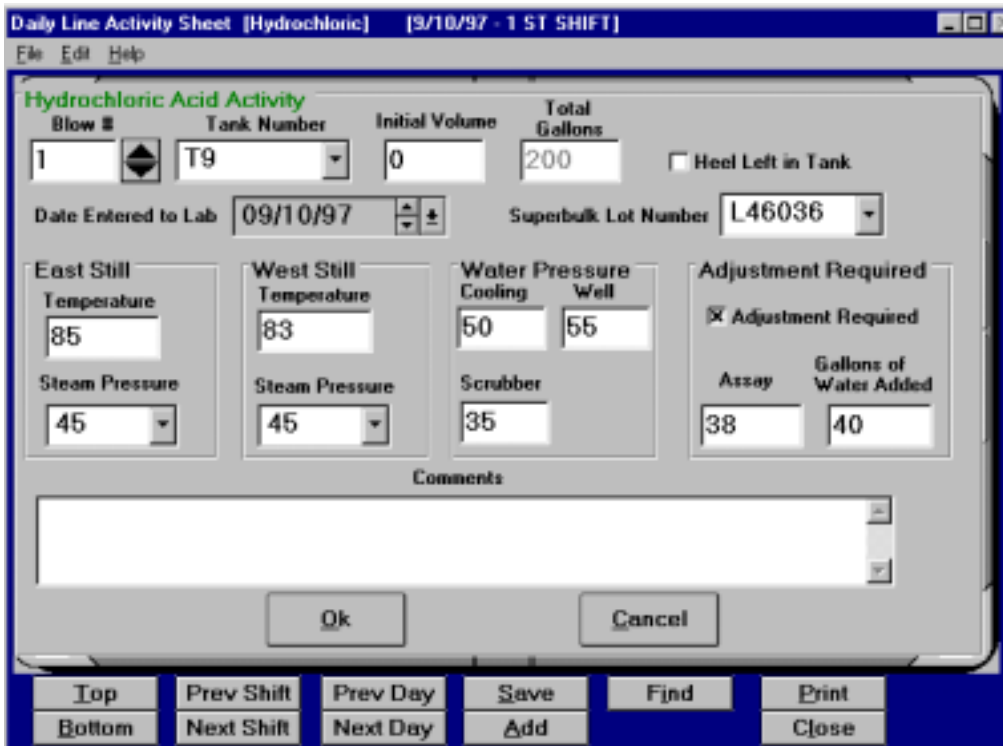 Daily Line Activity Sheet [Hydrochloric] [9/10/97 - 1 ST SHIFT]
File Edit Help
Hydrochloric Acid Activity
Blow # Tank Number Initial Volume Total Gallons
1 T9 0 200 Heel Left in Tank
Date Entered to Lab 09/10/97 Superbulk Lot Number L46036
East Still West Still Water Pressure Adjustment Required
Temperature Temperature Cooling Well
85 83 50 55 Adjustment Required
Steam Pressure Steam Pressure Scrubber Assay Gallons of Water Added
45 45 35 38 40
Comments
Ok Cancel
Top Prev Shift Prev Day Save Find Print
Bottom Next Shift Next Day Add Close